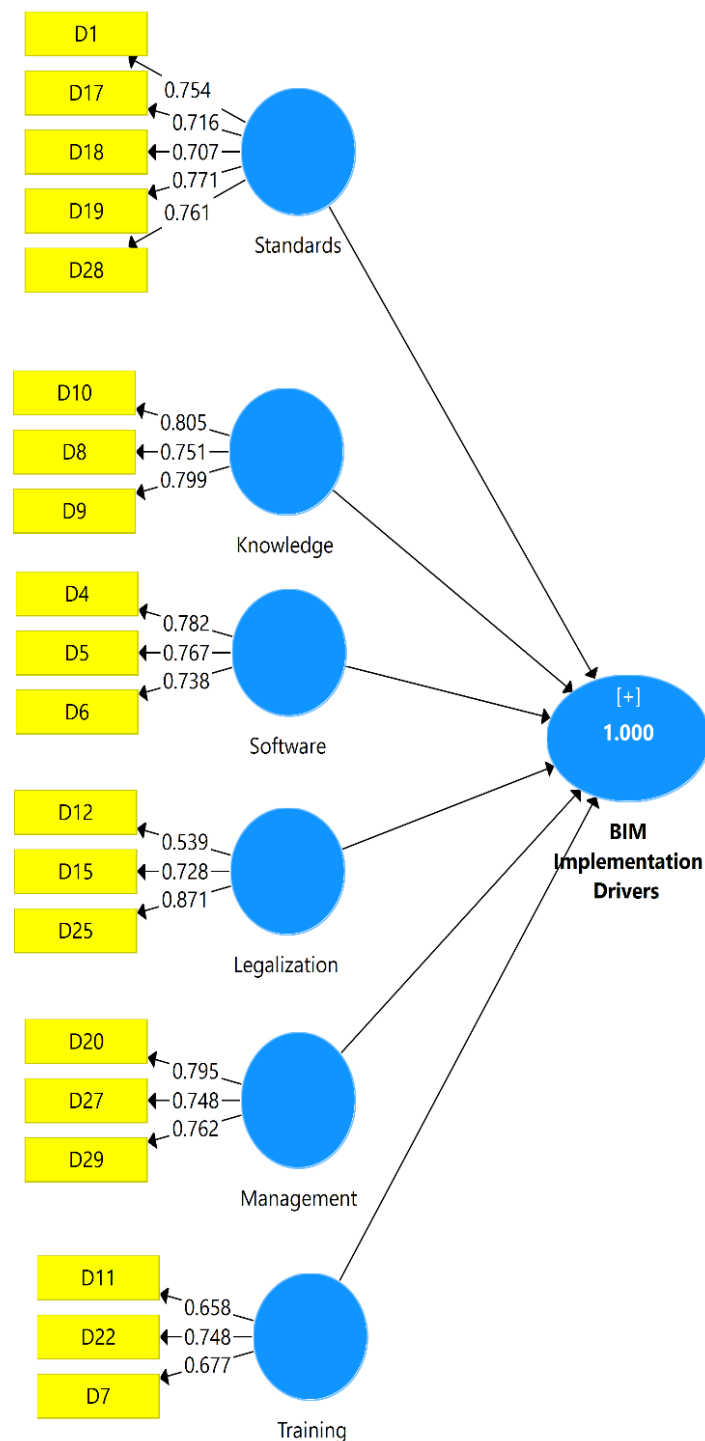 D1
0.754
D17
0.716
D18
0.707
D19
0.771
D28
0.761
Standards
D10
0.805
D8
0.751
D9
0.799
Knowledge
D4
0.782
D5
0.767
D6
0.738
Software
D12
0.539
D15
0.728
D25
0.871
Legalization
D20
0.795
D27
0.748
D29
0.762
Management
D11
0.658
D22
0.748
D7
0.677
Training
[+]
1.000
BIM
Implementation
Drivers